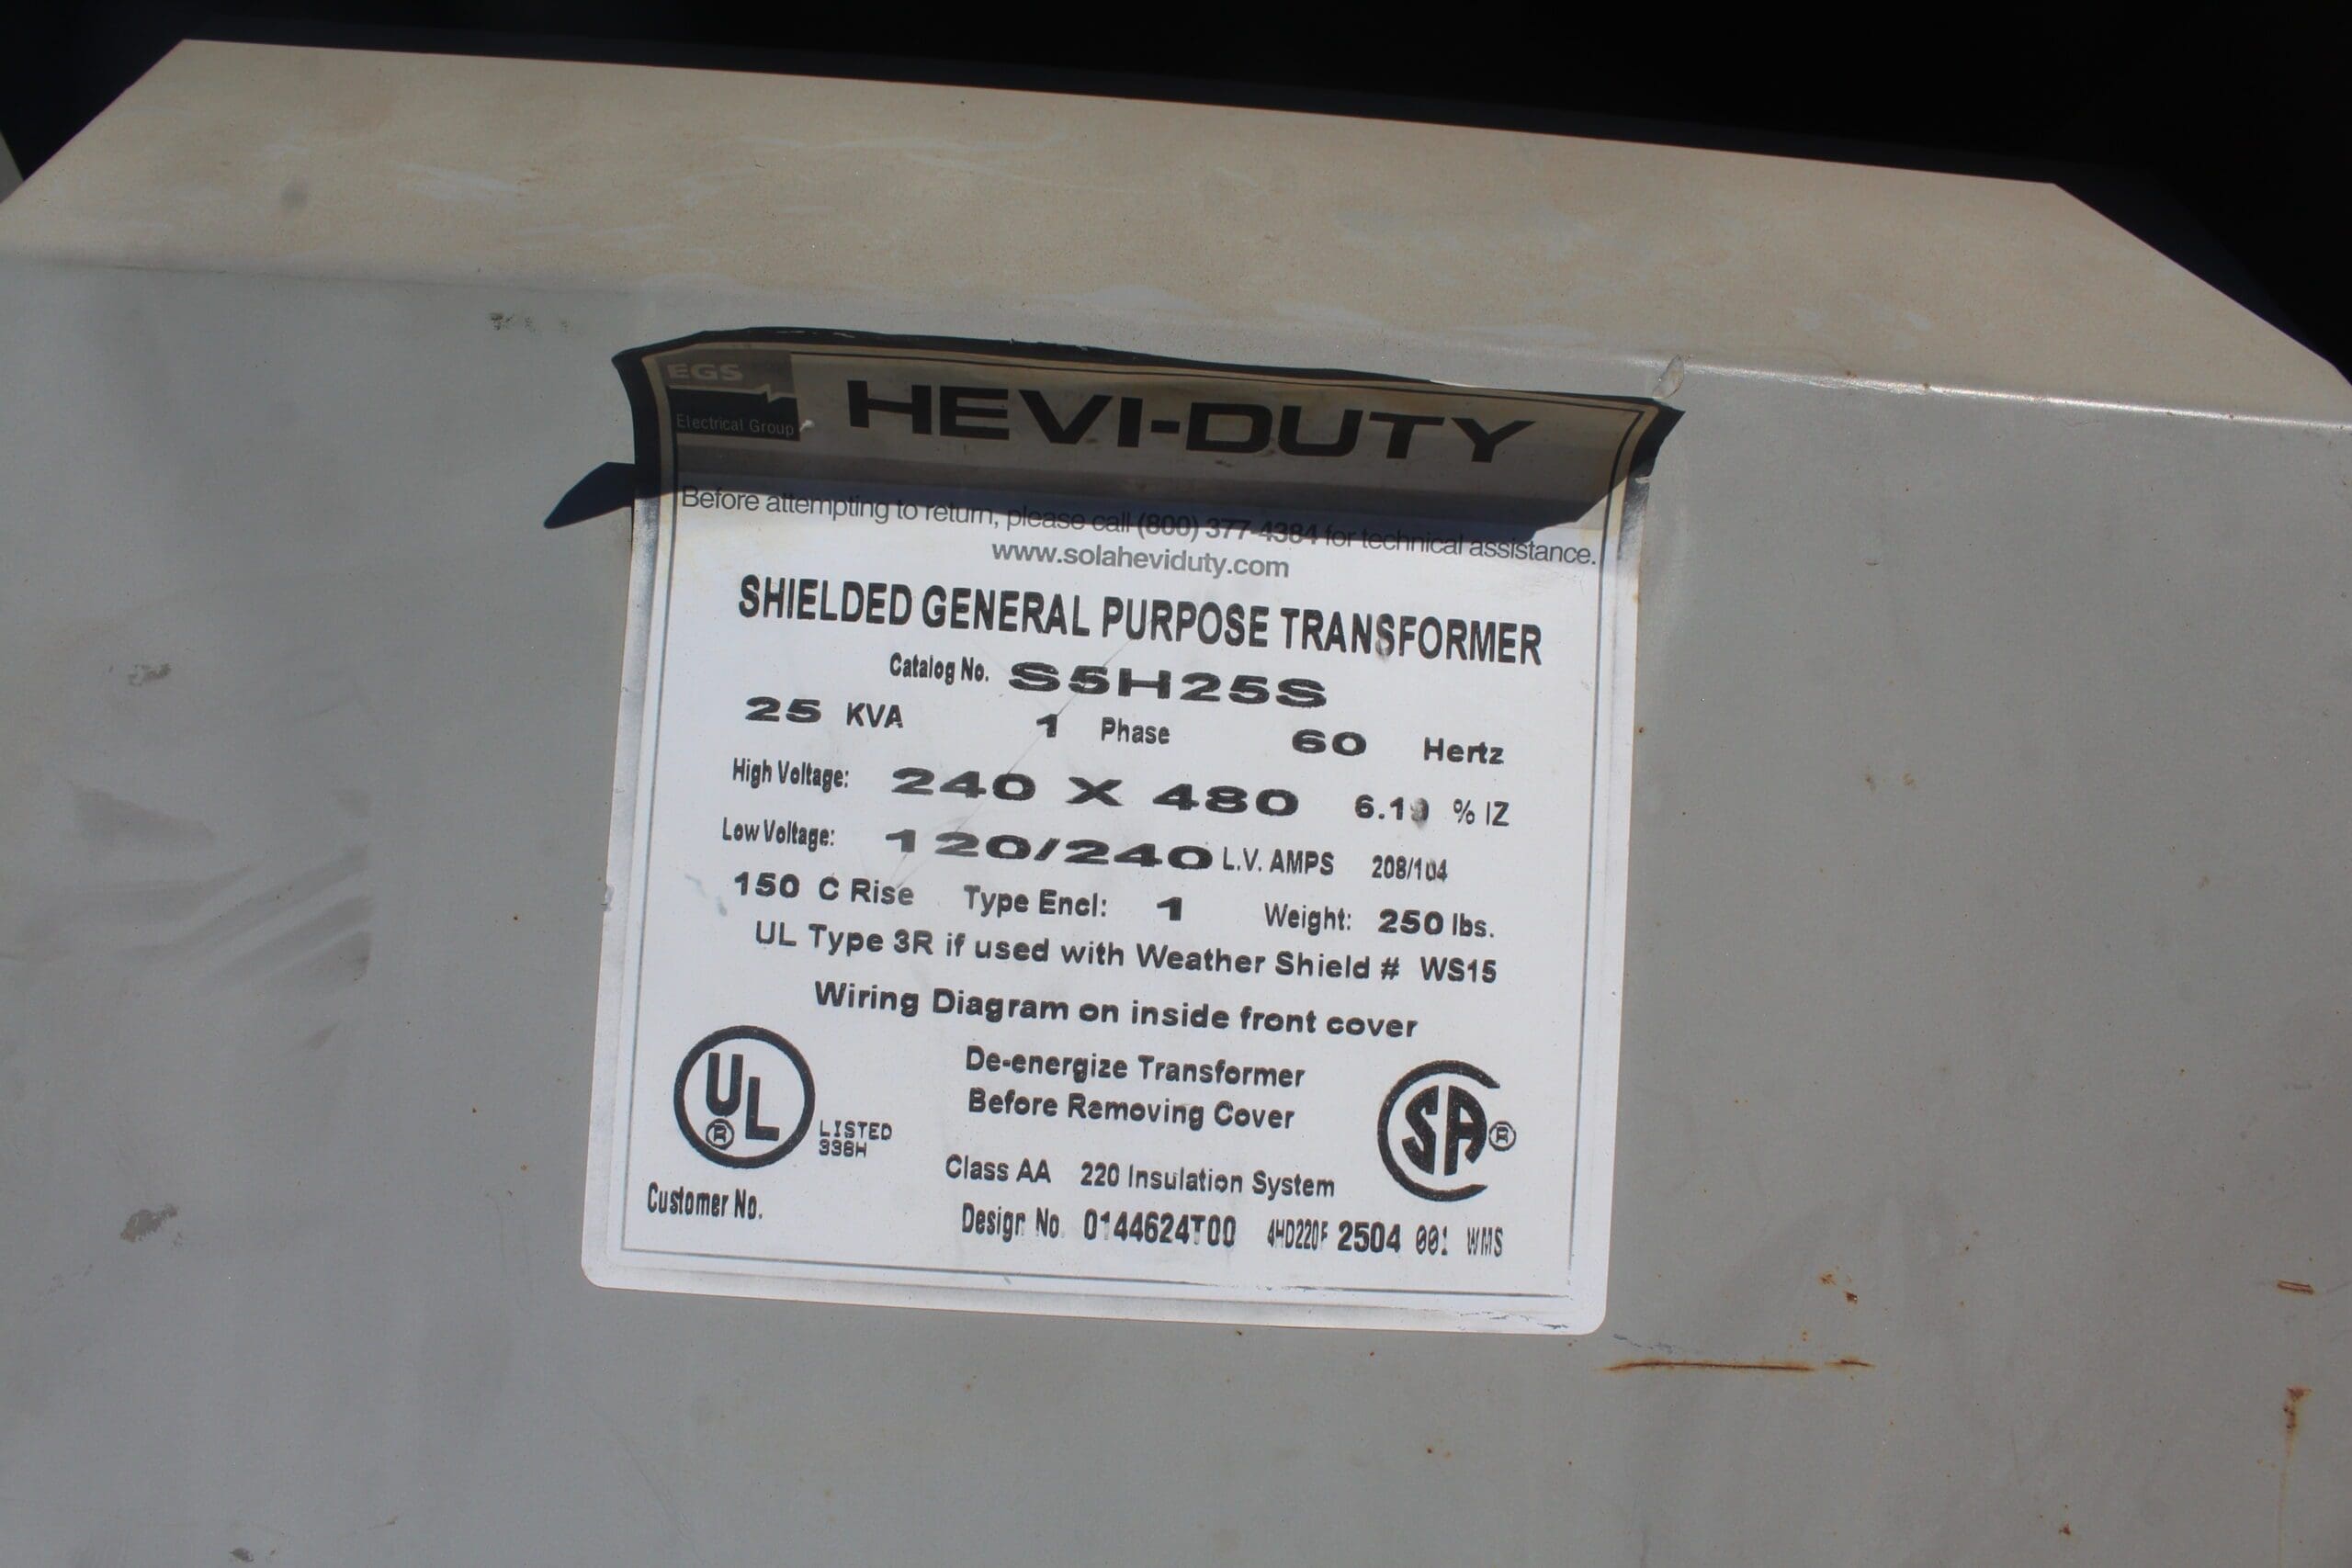 EGS
Electrical Group
HEVI-DUTY
Before attempting to return, please call (800) 377-4384 for technical assistance.
www.solaheviduty.com
SHIELDED GENERAL PURPOSE TRANSFORMER
Catalog No. S5H25S
25 KVA 1 Phase 60 Hertz
High Voltage: 240 X 480 6.19 % IZ
Low Voltage: 120/240 L.V. AMPS 208/104
150 C Rise Type Encl: 1 Weight: 250 lbs.
UL Type 3R if used with Weather Shield # WS15
Wiring Diagram on inside front cover
De-energize Transformer
Before Removing Cover
UL ® LISTED
338H
SA ®
Class AA 220 Insulation System
Customer No.
Design No. 0144624T00 4HD220F 2504 001 WMS